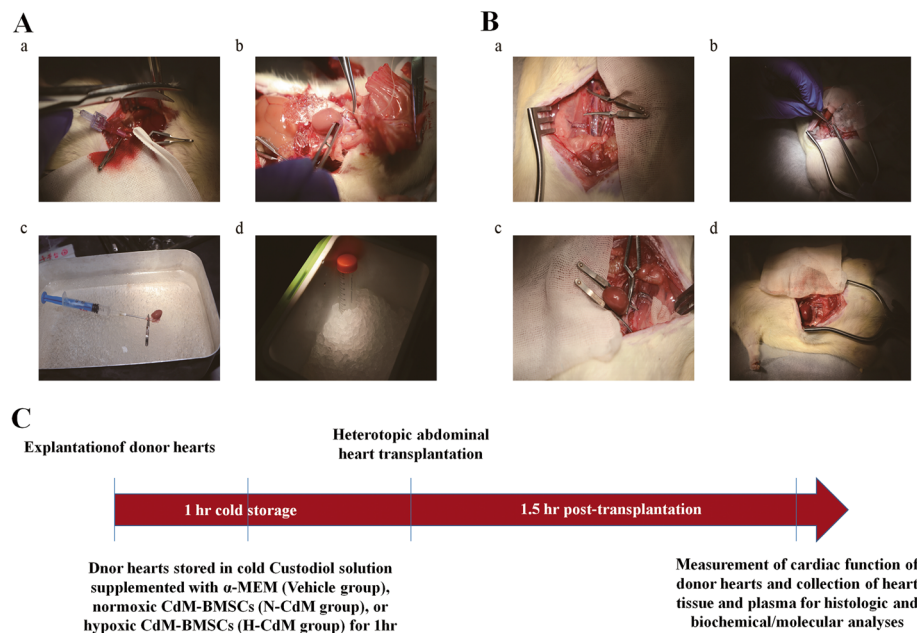 A
B
a
b
a
b
c
d
c
d
C
Explantationof donor hearts
Heterotopic abdominal
heart transplantation
1 hr cold storage
1.5 hr post-transplantation
Dnor hearts stored in cold Custodiol solution
supplemented with α-MEM (Vehicle group),
normoxic CdM-BMSCs (N-CdM group), or
hypoxic CdM-BMSCs (H-CdM group) for 1hr
Measurement of cardiac function of
donor hearts and collection of heart
tissue and plasma for histologic and
biochemical/molecular analyses